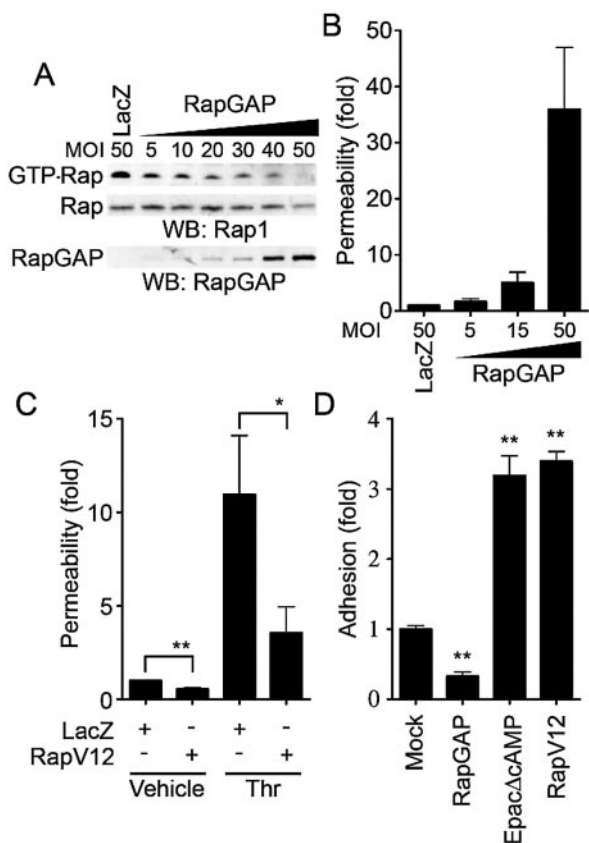 A
LacZ
RapGAP
MOI 50 5 10 20 30 40 50
GTP-Rap
Rap
WB: Rap1
RapGAP
WB: RapGAP
B
Permeability (fold)
60
50
40
30
20
10
0
MOI 50 5 15 50
LacZ
RapGAP
C
Permeability (fold)
15
10
5
0
**
*
LacZ + - + -
RapV12 - + - +
Vehicle Thr
D
Adhesion (fold)
4
3
2
1
0
**
**
**
Mock
RapGAP
EpacΔcAMP
RapV12